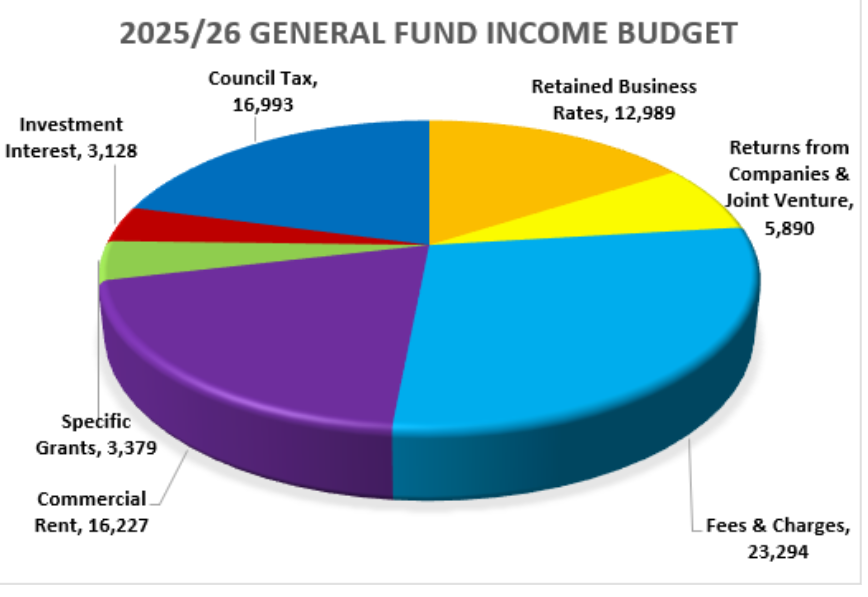 2025/26 GENERAL FUND INCOME BUDGET
Council Tax,
16,993
Retained Business
Rates, 12,989
Investment
Interest, 3,128
Returns from
Companies &
Joint Venture,
5,890
Specific
Grants, 3,379
Commercial
Rent, 16,227
Fees & Charges,
23,294